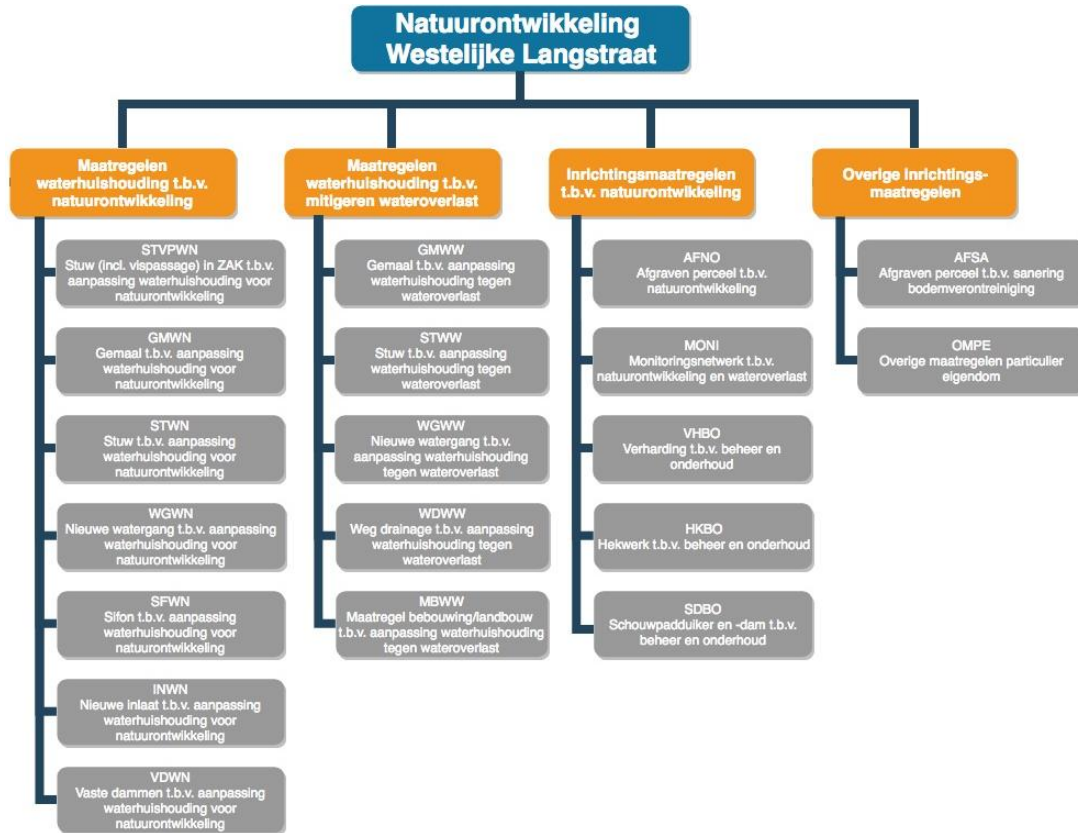 Natuurontwikkeling
Westelijke Langstraat
Maatregelen
waterhuishouding t.b.v.
natuurontwikkeling
STVPWN
Stuw (incl. vispassage) in ZAK t.b.v.
aanpassing waterhuishouding voor
natuurontwikkeling
GMWN
Gemaal t.b.v. aanpassing
waterhuishouding voor
natuurontwikkeling
STWN
Stuw t.b.v. aanpassing
waterhuishouding voor
natuurontwikkeling
WGWN
Nieuwe watergang t.b.v. aanpassing
waterhuishouding voor
natuurontwikkeling
SFWN
Sifon t.b.v. aanpassing
waterhuishouding voor
natuurontwikkeling
INWN
Nieuwe inlaat t.b.v. aanpassing
waterhuishouding voor
natuurontwikkeling
VDWN
Vaste dammen t.b.v. aanpassing
waterhuishouding voor
natuurontwikkeling
Maatregelen
waterhuishouding t.b.v.
mitigeren wateroverlast
GMWW
Gemaal t.b.v. aanpassing
waterhuishouding tegen
wateroverlast
STWW
Stuw t.b.v. aanpassing
waterhuishouding tegen
wateroverlast
WGWW
Nieuwe watergang t.b.v.
aanpassing waterhuishouding
tegen wateroverlast
WDWW
Weg drainage t.b.v. aanpassing
waterhuishouding tegen
wateroverlast
MBWW
Maatregel bebouwing/landbouw
t.b.v. aanpassing waterhuishouding
tegen wateroverlast
Inrichtingsmaatregelen
t.b.v. natuurontwikkeling
AFNO
Afgraven perceel t.b.v.
natuurontwikkeling
MONI
Monitoringsnetwerk t.b.v.
natuurontwikkeling en wateroverlast
VHBO
Verharding t.b.v. beheer en
onderhoud
HKBO
Hekwerk t.b.v. beheer en onderhoud
SDBO
Schouwpadduiker en -dam t.b.v.
beheer en onderhoud
Overige inrichtings-
maatregelen
AFSA
Afgraven perceel t.b.v. sanering
bodemverontreiniging
OMPE
Overige maatregelen particulier
eigendom